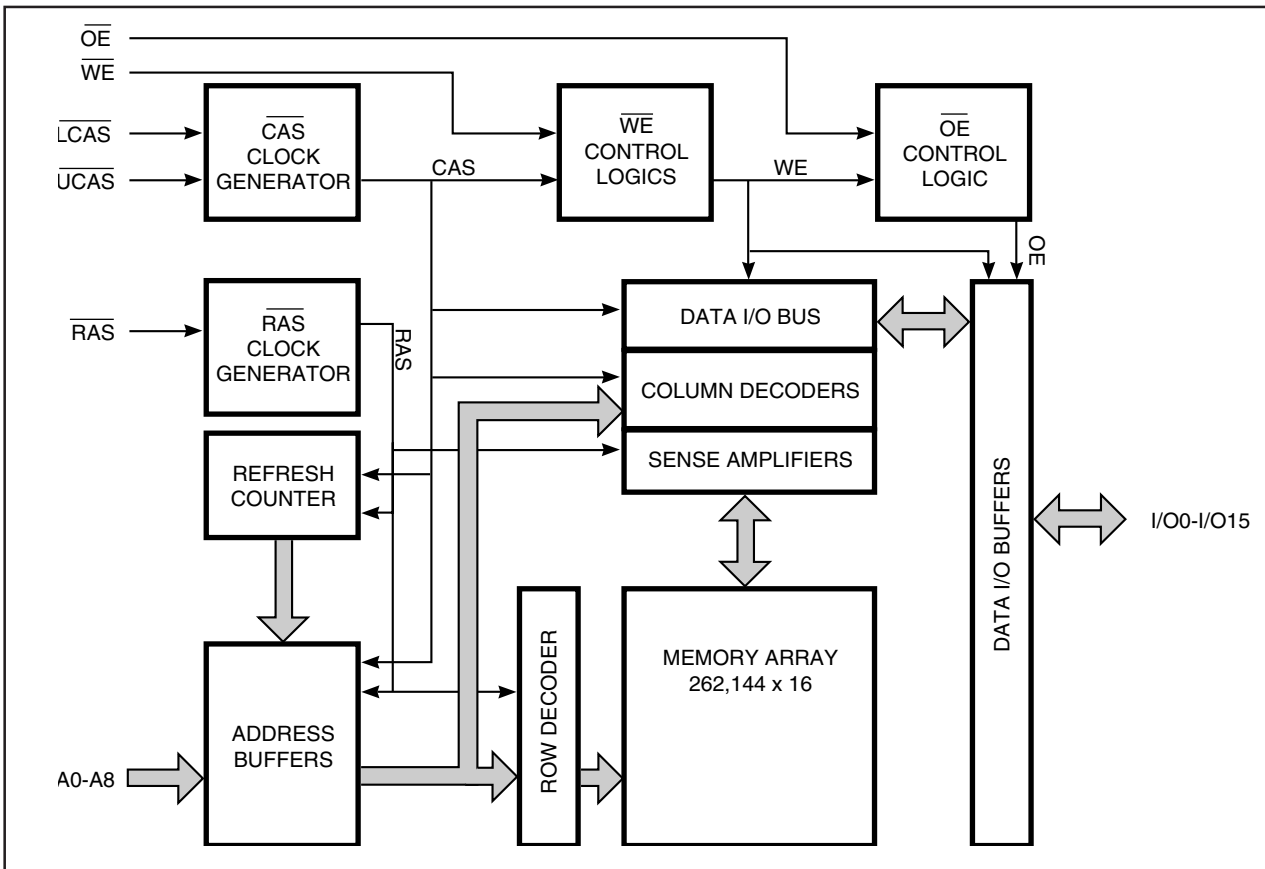 OE
WE
LCAS
UCAS
CAS
CLOCK
GENERATOR
CAS
WE
CONTROL
LOGICS
WE
OE
CONTROL
LOGIC
OE
RAS
RAS
CLOCK
GENERATOR
RAS
DATA I/O BUS
COLUMN DECODERS
SENSE AMPLIFIERS
REFRESH
COUNTER
DATA I/O BUFFERS
I/O0-I/O15
ROW DECODER
MEMORY ARRAY
262,144 x 16
ADDRESS
BUFFERS
A0-A8